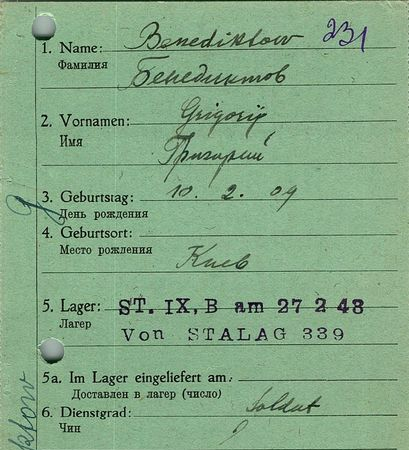 231
1. Name: Benediktow
Фамилия Бенедиктов
2. Vornamen: Grigorij
Имя Григорий
3. Geburtstag: 10. 2. 09
День рождения
4. Geburtsort:
Место рождения
Киев
5. Lager: ST. IX, B am 27 2 43
Лагер Von STALAG 339
5a. Im Lager eingeliefert am:
Доставлен в лагер (число)
6. Dienstgrad: Soldat
Чин